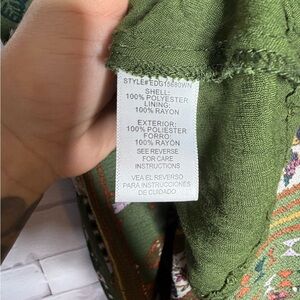 STYLE#EDG15680WN
SHELL:
100% POLYESTER
LINING:
100% RAYON
EXTERIOR:
100% POLIESTER
FORRO:
100% RAYON
SEE REVERSE
FOR CARE
INSTRUCTIONS
VEA EL REVERSO
PARA INSTRUCCIONES
DE CUIDADO